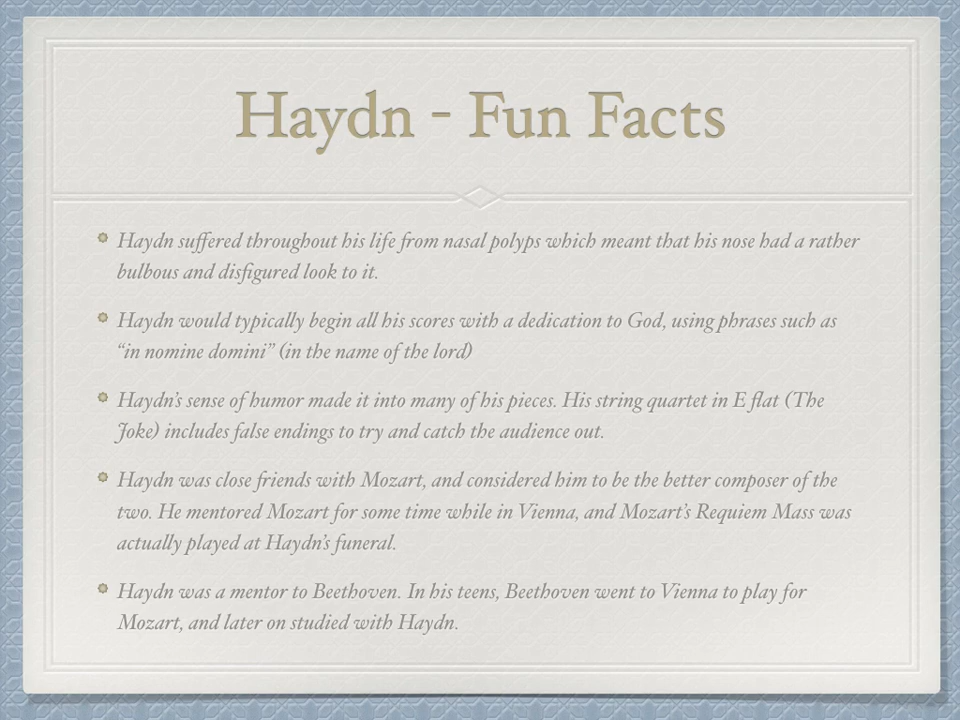 Haydn - Fun Facts
Haydn suffered throughout his life from nasal polyps which meant that his nose had a rather
bulbous and disfigured look to it.
Haydn would typically begin all his scores with a dedication to God, using phrases such as
“in nomine domini” (in the name of the lord)
Haydn’s sense of humor made it into many of his pieces. His string quartet in E flat (The
Joke) includes false endings to try and catch the audience out.
Haydn was close friends with Mozart, and considered him to be the better composer of the
two. He mentored Mozart for some time while in Vienna, and Mozart’s Requiem Mass was
actually played at Haydn’s funeral.
Haydn was a mentor to Beethoven. In his teens, Beethoven went to Vienna to play for
Mozart, and later on studied with Haydn.